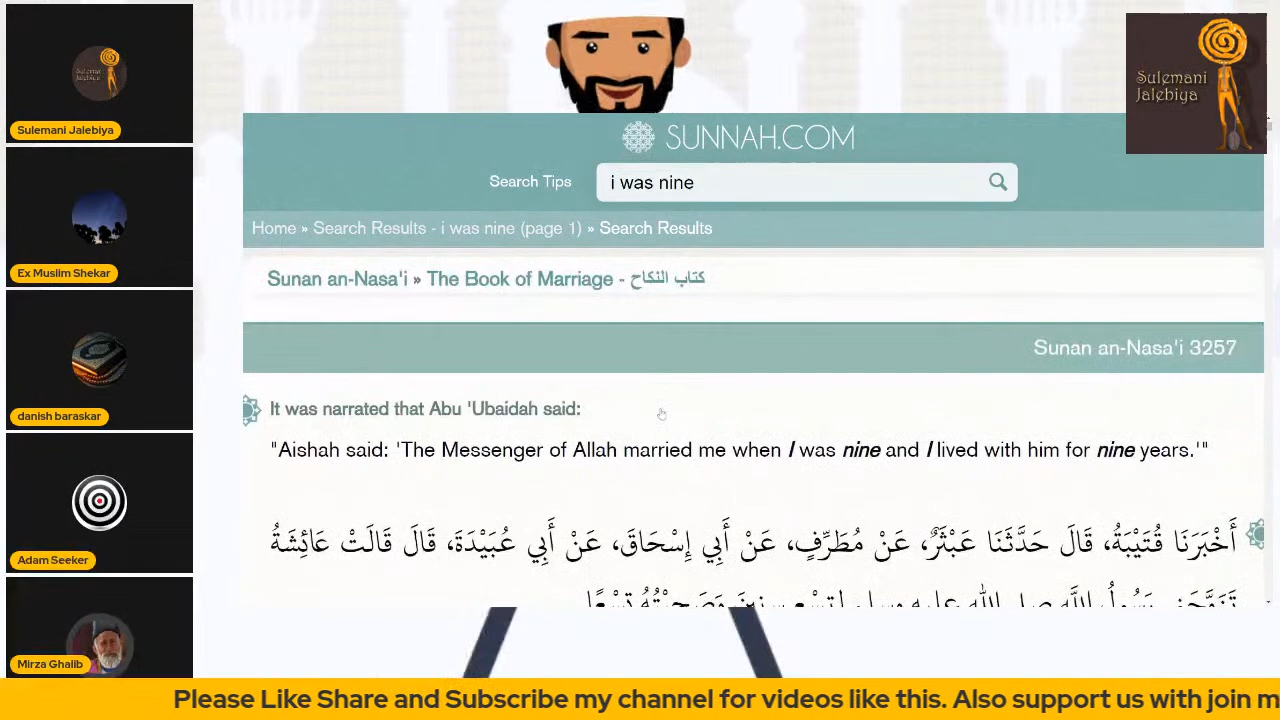 Sulemani Jalebiya
Ex Muslim Shekar
danish baraskar
Adam Seeker
Mirza Ghalib
Sulemani
Jalebiya
SUNNAH.COM
Search Tips
i was nine
Home » Search Results - i was nine (page 1) » Search Results
Sunan an-Nasa'i » The Book of Marriage - كتاب النكاح
Sunan an-Nasa'i 3257
It was narrated that Abu 'Ubaidah said:
"Aishah said: 'The Messenger of Allah married me when I was nine and I lived with him for nine years.'"
أَخْبَرَنَا قُتَيْبَةُ، قَالَ حَدَّثَنَا عَبْثَرٌ، عَنْ مُطَرِّفٍ، عَنْ أَبِي إِسْحَاقَ، عَنْ أَبِي عُبَيْدَةَ، قَالَ قَالَتْ عَائِشَةُ
Please Like Share and Subscribe my channel for videos like this. Also support us with join m